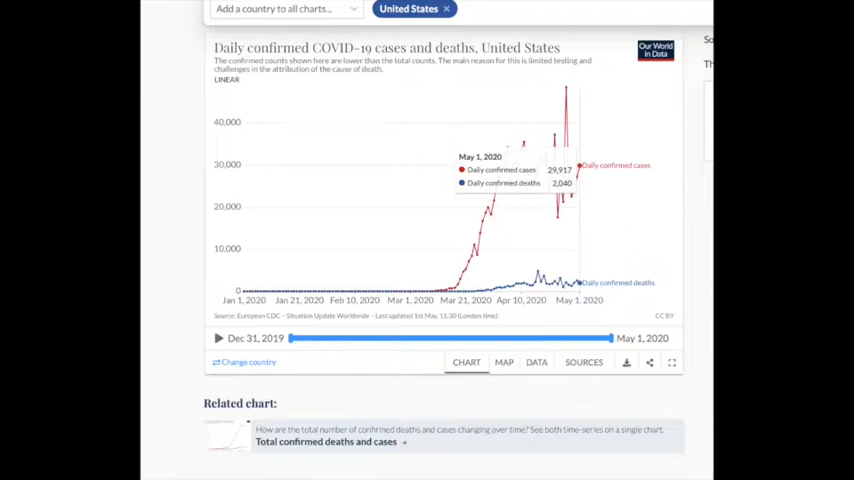 Add a country to all charts...
United States ×
So
Daily confirmed COVID-19 cases and deaths, United States
Our World
in Data
The confirmed counts shown here are lower than the total counts. The main reason for this is limited testing and
challenges in the attribution of the cause of death.
Th
LINEAR
40,000
May 1, 2020
30,000
Daily confirmed cases 29,917
Daily confirmed cases
Daily confirmed deaths 2,040
20,000
10,000
Daily confirmed deaths
0
Jan 1, 2020 Jan 21, 2020 Feb 10, 2020 Mar 1, 2020 Mar 21, 2020 Apr 10, 2020 May 1, 2020
Source: European CDC – Situation Update Worldwide – Last updated 1st May, 11:30 (London time) CC BY
Dec 31, 2019 May 1, 2020
Change country CHART MAP DATA SOURCES
Related chart:
How are the total number of confirmed deaths and cases changing over time? See both time-series on a single chart.
Total confirmed deaths and cases